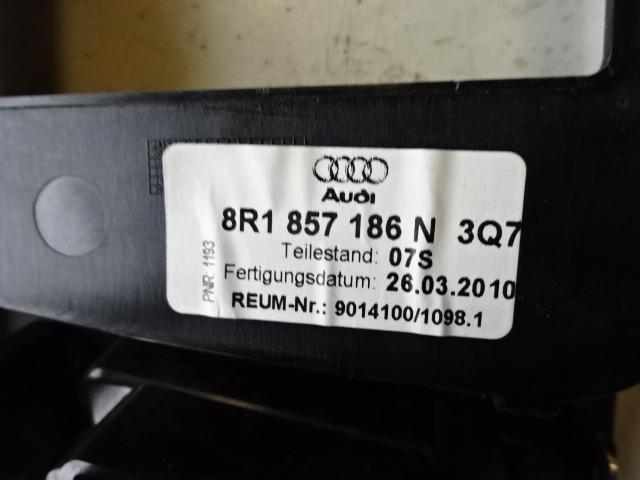 Audi
8R1 857 186 N 3Q7
Teilestand: 07S
Fertigungsdatum: 26.03.2010
REUM-Nr.: 9014100/1098.1
PNR: 1193